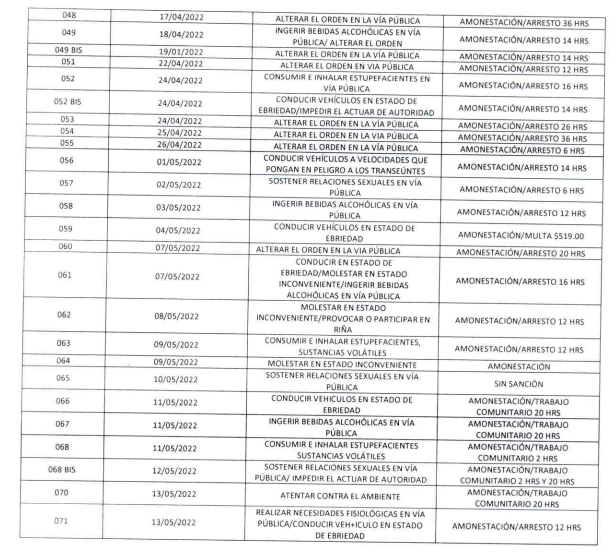 048 17/04/2022 ALTERAR EL ORDEN EN LA VÍA PÚBLICA AMONESTACIÓN/ARRESTO 36 HRS
049 18/04/2022 INGERIR BEBIDAS ALCOHÓLICAS EN VÍA
PÚBLICA/ ALTERAR EL ORDEN AMONESTACIÓN/ARRESTO 14 HRS
049 BIS 19/01/2022 ALTERAR EL ORDEN EN LA VÍA PÚBLICA AMONESTACIÓN/ARRESTO 14 HRS
051 22/04/2022 ALTERAR EL ORDEN EN VIA PÚBLICA AMONESTACIÓN/ARRESTO 12 HRS
052 24/04/2022 CONSUMIR E INHALAR ESTUPEFACIENTES EN
VÍA PÚBLICA AMONESTACIÓN/ARRESTO 16 HRS
052 BIS 24/04/2022 CONDUCIR VEHÍCULOS EN ESTADO DE
EBRIEDAD/IMPEDIR EL ACTUAR DE AUTORIDAD AMONESTACIÓN/ARRESTO 14 HRS
053 24/04/2022 ALTERAR EL ORDEN EN LA VÍA PÚBLICA AMONESTACIÓN/ARRESTO 26 HRS
054 25/04/2022 ALTERAR EL ORDEN EN LA VIA PÚBLICA AMONESTACIÓN/ARRESTO 36 HRS
055 26/04/2022 ALTERAR EL ORDEN EN LA VÍA PÚBLICA AMONESTACIÓN/ARRESTO 6 HRS
056 01/05/2022 CONDUCIR VEHÍCULOS A VELOCIDADES QUE
PONGAN EN PELIGRO A LOS TRANSEÚNTES AMONESTACIÓN/ARRESTO 14 HRS
057 02/05/2022 SOSTENER RELACIONES SEXUALES EN VÍA
PÚBLICA AMONESTACIÓN/ARRESTO 6 HRS
058 03/05/2022 INGERIR BEBIDAS ALCOHÓLICAS EN VÍA
PÚBLICA AMONESTACIÓN/ARRESTO 12 HRS
059 04/05/2022 CONDUCIR VEHÍCULOS EN ESTADO DE
EBRIEDAD AMONESTACIÓN/MULTA $519.00
060 07/05/2022 ALTERAR EL ORDEN EN LA VIA PÚBLICA AMONESTACIÓN/ARRESTO 20 HRS
061 07/05/2022 CONDUCIR EN ESTADO DE
EBRIEDAD/MOLESTAR EN ESTADO
INCONVENIENTE/INGERIR BEBIDAS
ALCOHÓLICAS EN VÍA PÚBLICA AMONESTACIÓN/ARRESTO 16 HRS
062 08/05/2022 MOLESTAR EN ESTADO
INCONVENIENTE/PROVOCAR O PARTICIPAR EN
RIÑA AMONESTACIÓN/ARRESTO 12 HRS
063 09/05/2022 CONSUMIR E INHALAR ESTUPEFACIENTES,
SUSTANCIAS VOLÁTILES AMONESTACIÓN/ARRESTO 12 HRS
064 09/05/2022 MOLESTAR EN ESTADO INCONVENIENTE AMONESTACIÓN
065 10/05/2022 SOSTENER RELACIONES SEXUALES EN VÍA
PÚBLICA SIN SANCIÓN
066 11/05/2022 CONDUCIR VEHICULOS EN ESTADO DE
EBRIEDAD AMONESTACIÓN/TRABAJO
COMUNITARIO 20 HRS
067 11/05/2022 INGERIR BEBIDAS ALCOHÓLICAS EN VÍA
PÚBLICA AMONESTACIÓN/TRABAJO
COMUNITARIO 20 HRS
068 11/05/2022 CONSUMIR E INHALAR ESTUPEFACIENTES
SUSTANCIAS VOLÁTILES AMONESTACIÓN/TRABAJO
COMUNITARIO 2 HRS
068 BIS 12/05/2022 SOSTENER RELACIONES SEXUALES EN VÍA
PÚBLICA/ IMPEDIR EL ACTUAR DE AUTORIDAD AMONESTACIÓN/TRABAJO
COMUNITARIO 2 HRS Y 20 HRS
070 13/05/2022 ATENTAR CONTRA EL AMBIENTE AMONESTACIÓN/TRABAJO
COMUNITARIO 20 HRS
071 13/05/2022 REALIZAR NECESIDADES FISIOLÓGICAS EN VÍA
PÚBLICA/CONDUCIR VEH+ICULO EN ESTADO
DE EBRIEDAD AMONESTACIÓN/ARRESTO 12 HRS